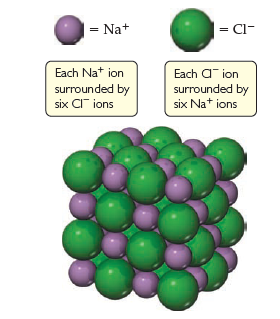 = Na⁺
= Cl⁻
Each Na⁺ ion
surrounded by
six Cl⁻ ions
Each Cl⁻ ion
surrounded by
six Na⁺ ions